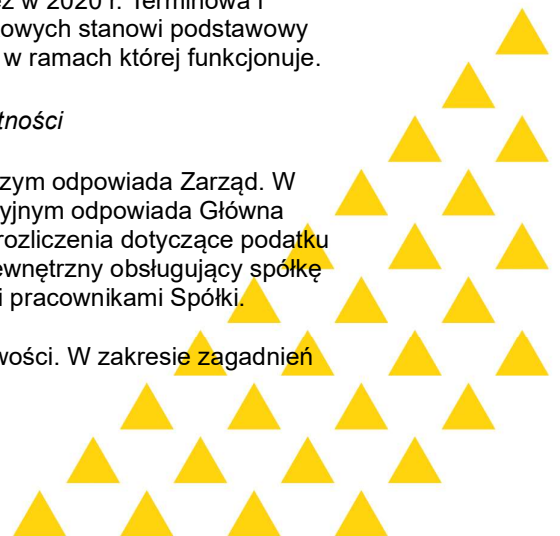 ez w 2020 r. Terminowa i
owych stanowi podstawowy
w ramach której funkcjonuje.
tności
zym odpowiada Zarząd. W
yjnym odpowiada Główna
rozliczenia dotyczące podatku
ewnętrzny obsługujący spółkę
i pracownikami Spółki.
wości. W zakresie zagadnień